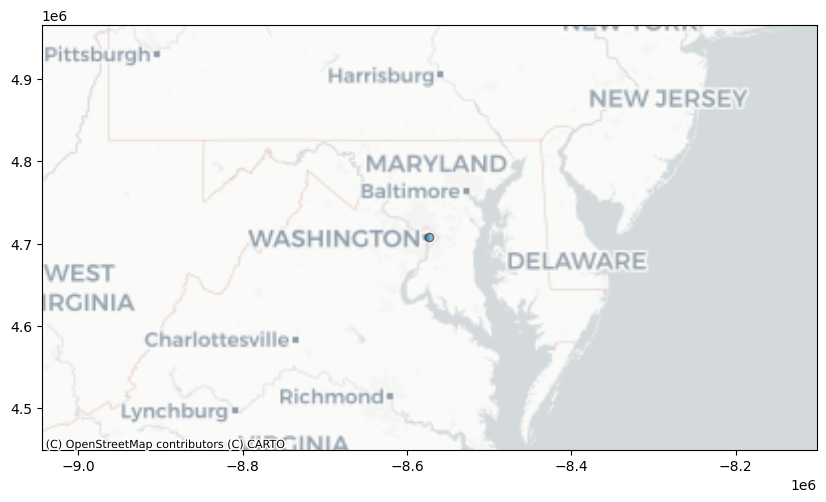 1e6
NEW YORK
Pittsburgh
4.9
Harrisburg
NEW JERSEY
4.8
MARYLAND
Baltimore
4.7
WASHINGTON
DELAWARE
WEST
IRGINIA
4.6
Charlottesville
Richmond
4.5
Lynchburg
VIRGINIA
(C) OpenStreetMap contributors (C) CARTO
−9.0 −8.8 −8.6 −8.4 −8.2
1e6